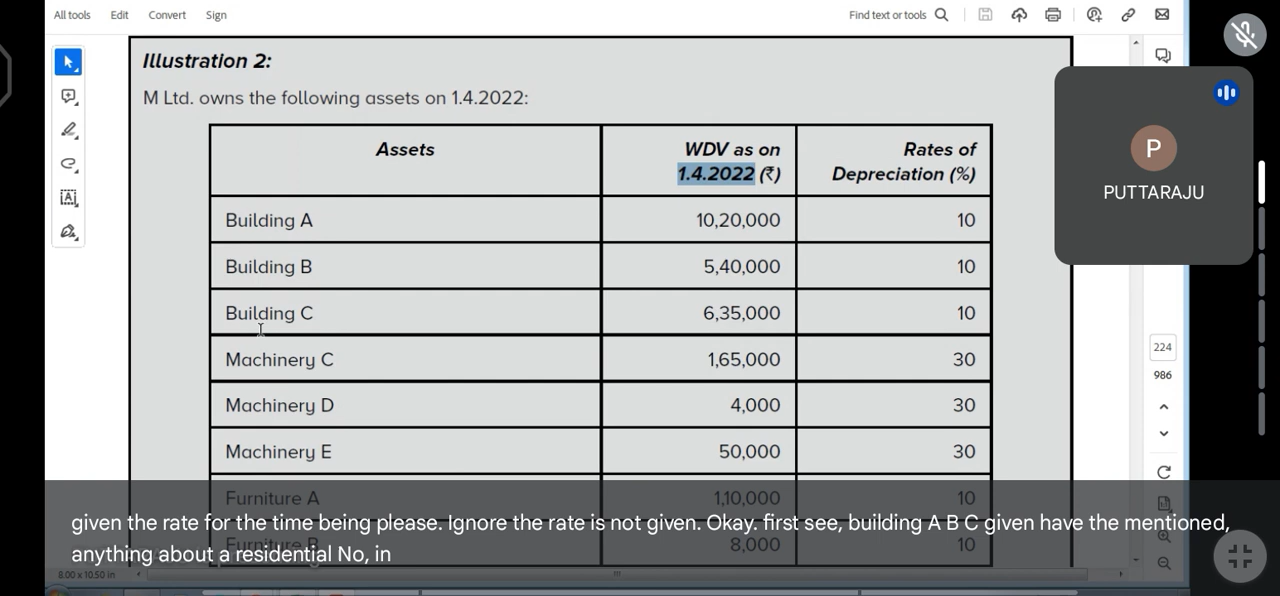 All tools Edit Convert Sign Find text or tools
Illustration 2:
M Ltd. owns the following assets on 1.4.2022:
Assets WDV as on 1.4.2022 (₹) Rates of Depreciation (%)
Building A 10,20,000 10
Building B 5,40,000 10
Building C 6,35,000 10
Machinery C 1,65,000 30
Machinery D 4,000 30
Machinery E 50,000 30
Furniture A 1,10,000 10
Furniture B 8,000 10
given the rate for the time being please. Ignore the rate is not given. Okay. first see, building A B C given have the mentioned,
anything about a residential No, in
P
PUTTARAJU
224
986
8.00 x 10.50 in